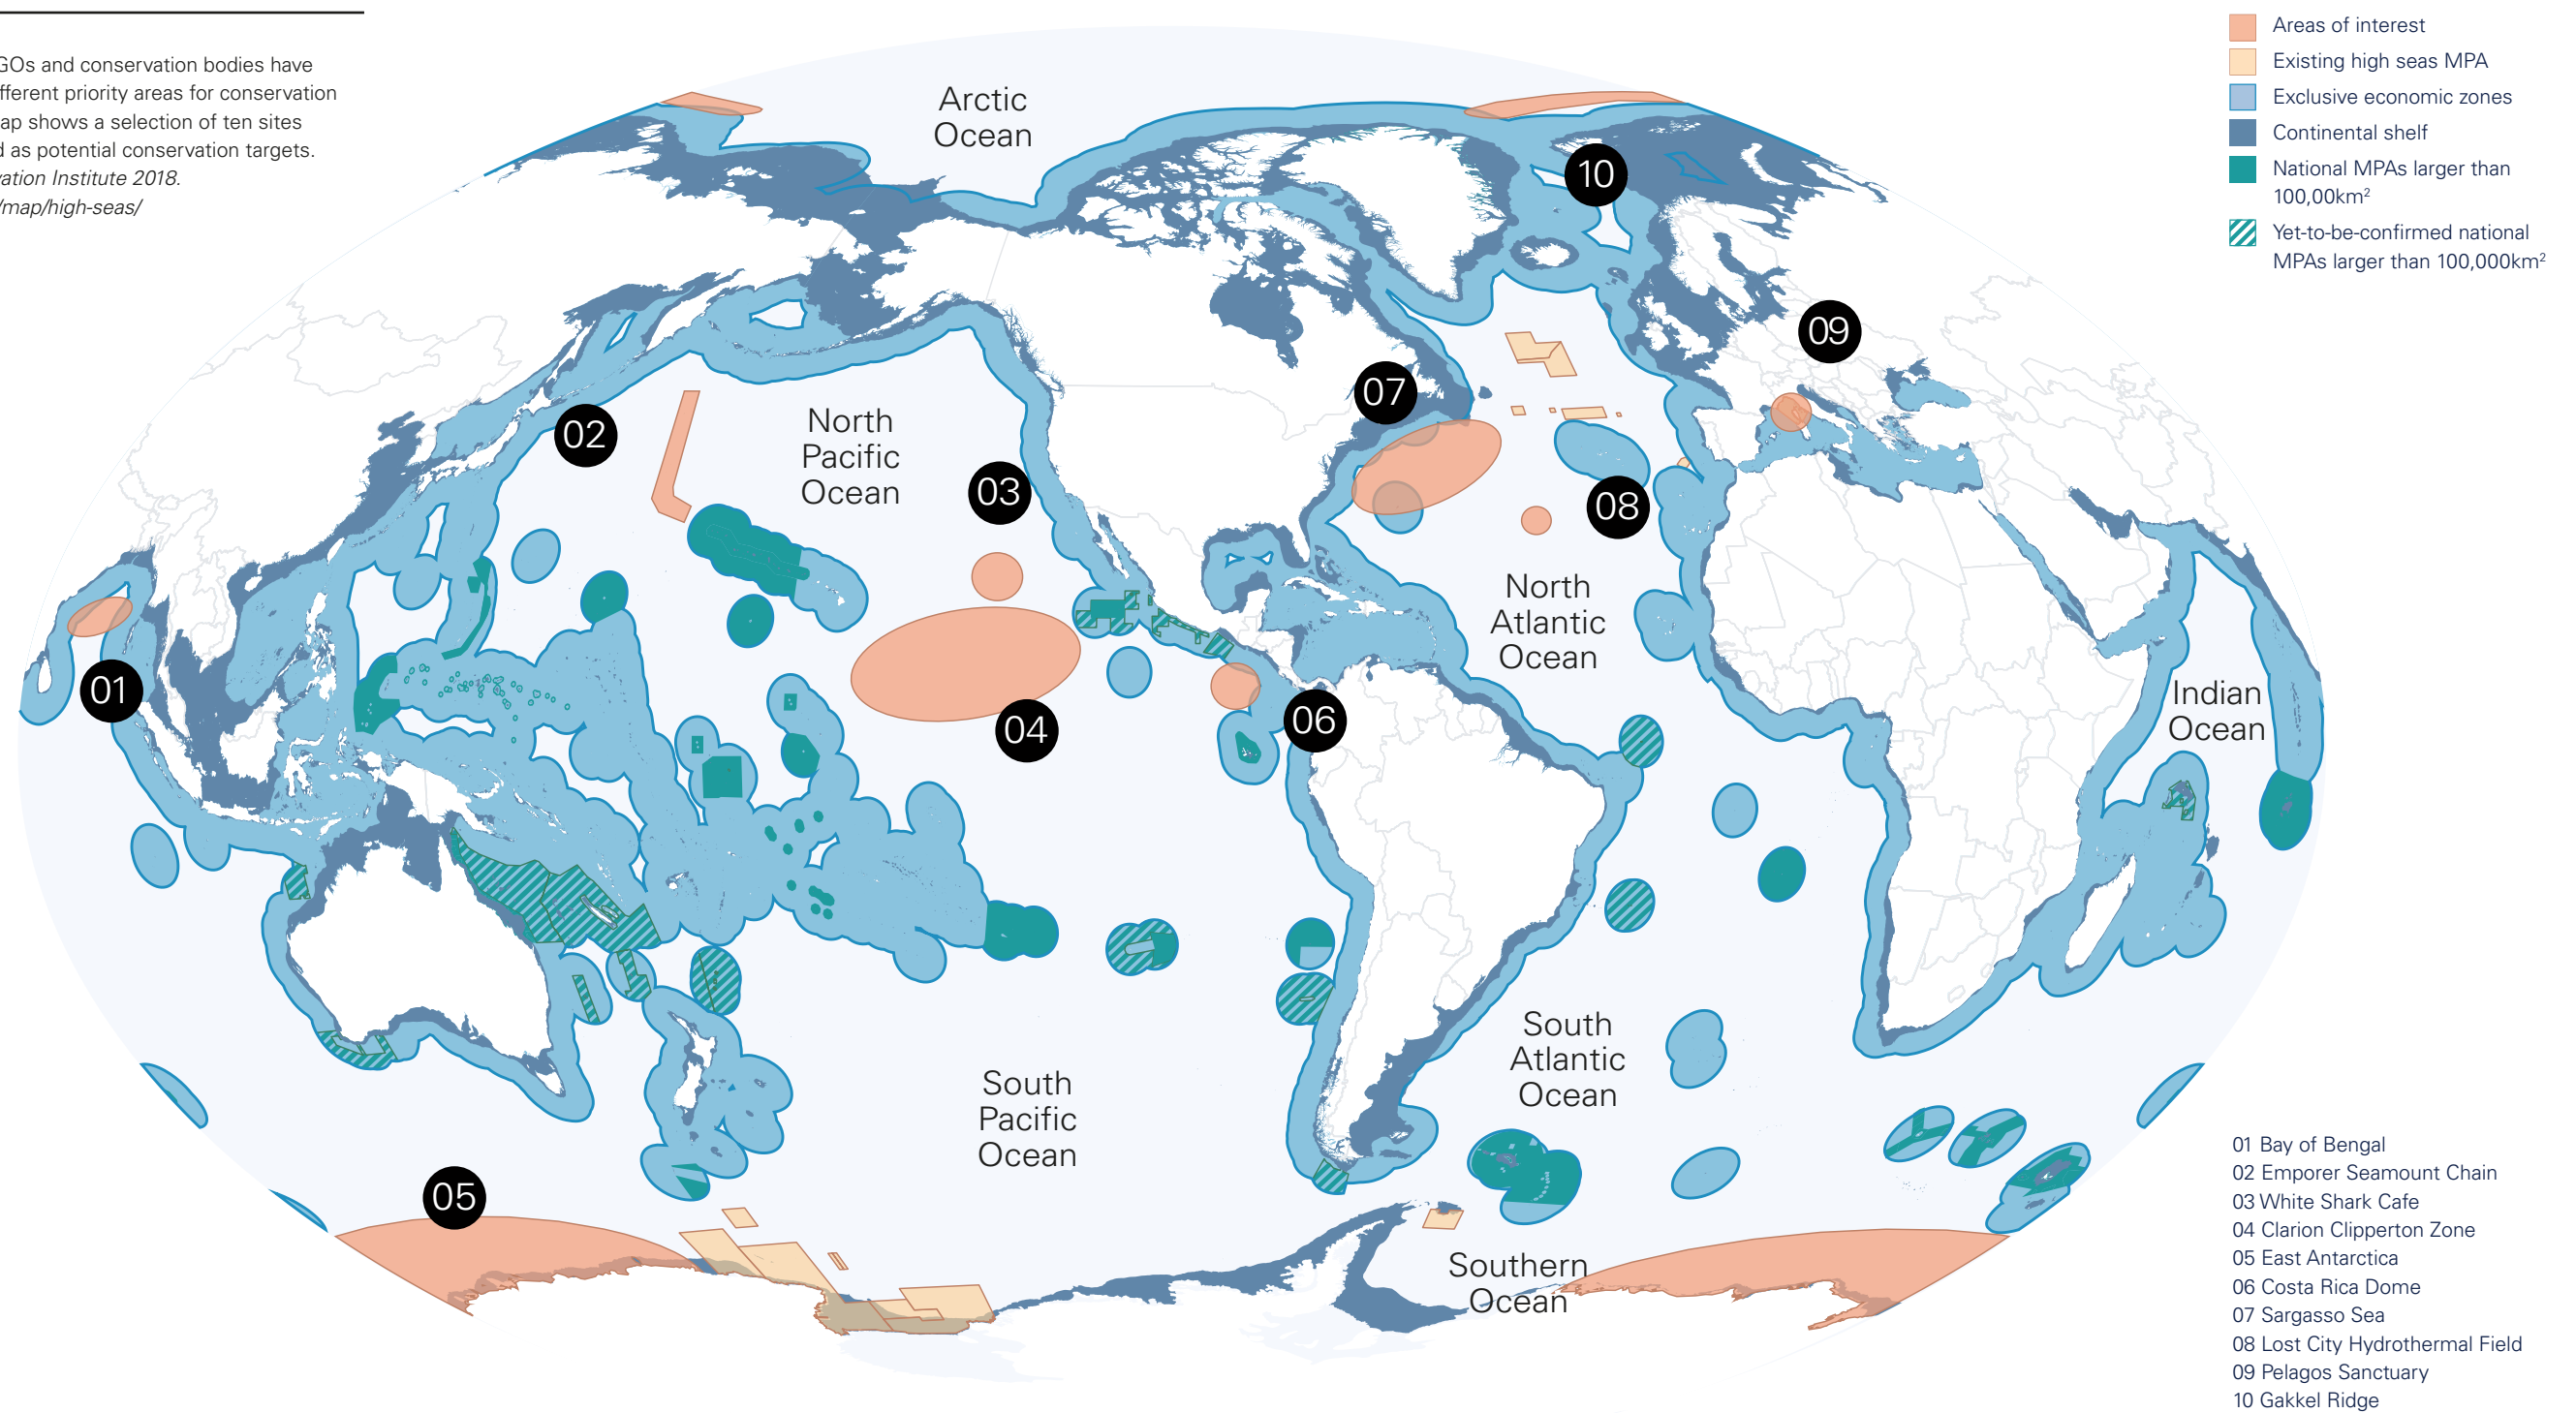 GOs and conservation bodies have
fferent priority areas for conservation
ap shows a selection of ten sites
d as potential conservation targets.
vation Institute 2018.
/map/high-seas/
Areas of interest
Existing high seas MPA
Exclusive economic zones
Continental shelf
National MPAs larger than
100,00km²
Yet-to-be-confirmed national
MPAs larger than 100,000km²
Arctic
Ocean
10
09
07
02
North
Pacific
Ocean
03
08
North
Atlantic
Ocean
01
04
06
Indian
Ocean
South
Atlantic
Ocean
South
Pacific
Ocean
05
Southern
Ocean
01 Bay of Bengal
02 Emporer Seamount Chain
03 White Shark Cafe
04 Clarion Clipperton Zone
05 East Antarctica
06 Costa Rica Dome
07 Sargasso Sea
08 Lost City Hydrothermal Field
09 Pelagos Sanctuary
10 Gakkel Ridge